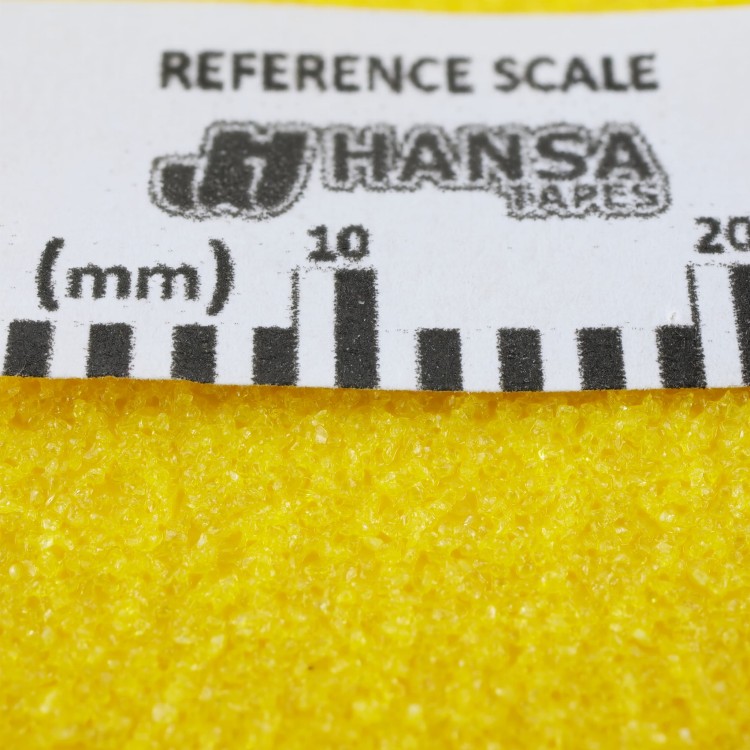 REFERENCE SCALE
HANSA
TAPES
(mm) 10 20